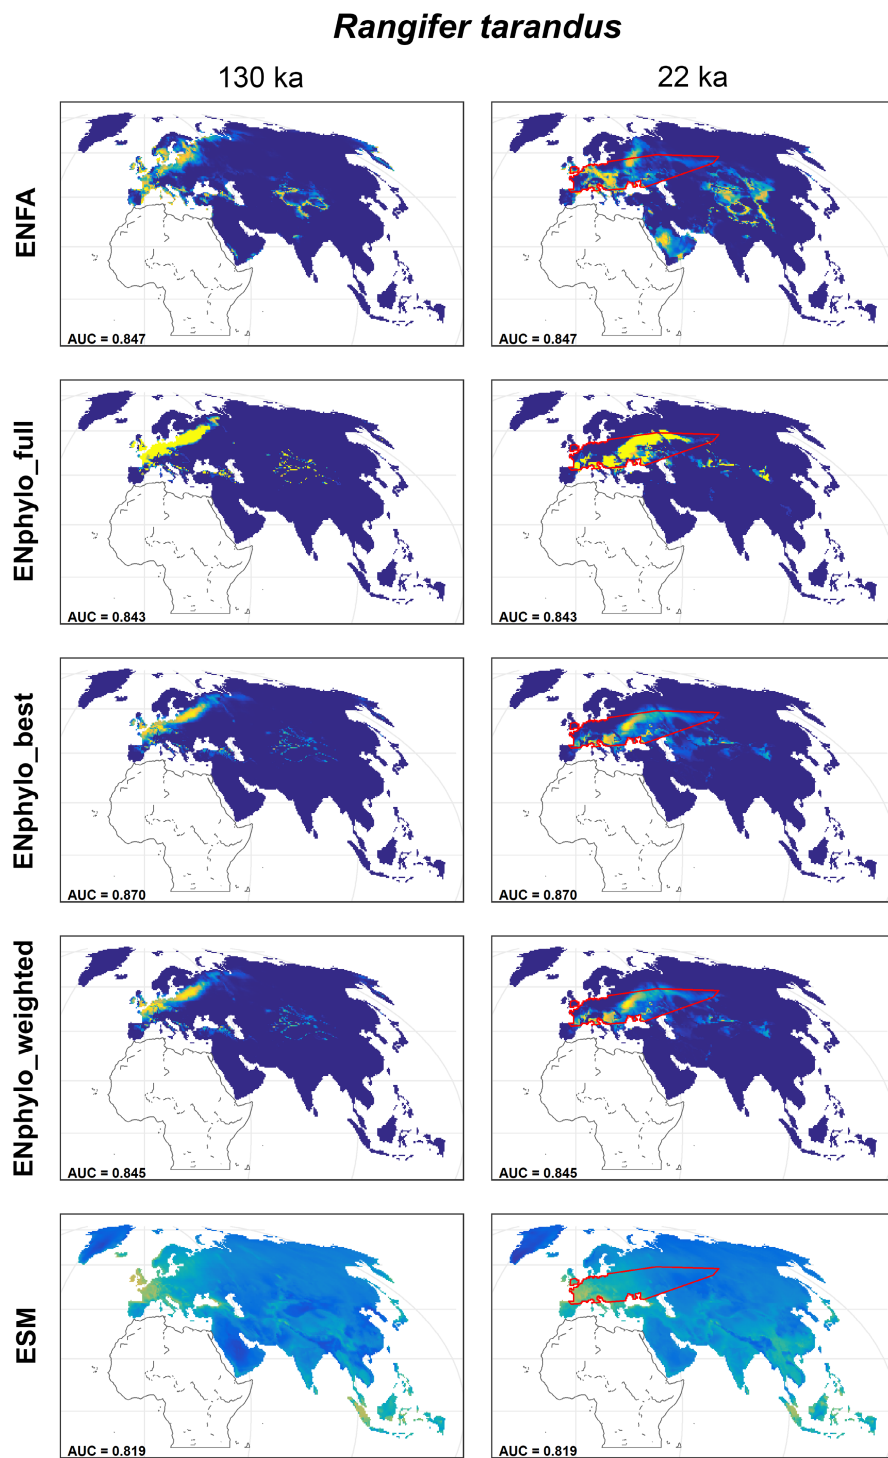 Rangifer tarandus
130 ka
22 ka
ENFA
AUC = 0.847
AUC = 0.847
ENphylo_full
AUC = 0.843
AUC = 0.843
ENphylo_best
AUC = 0.870
AUC = 0.870
ENphylo_weighted
AUC = 0.845
AUC = 0.845
ESM
AUC = 0.819
AUC = 0.819